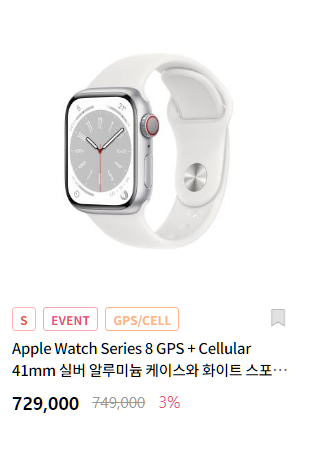 S EVENT GPS/CELL
Apple Watch Series 8 GPS + Cellular
41mm 실버 알루미늄 케이스와 화이트 스포…
729,000 749,000 3%